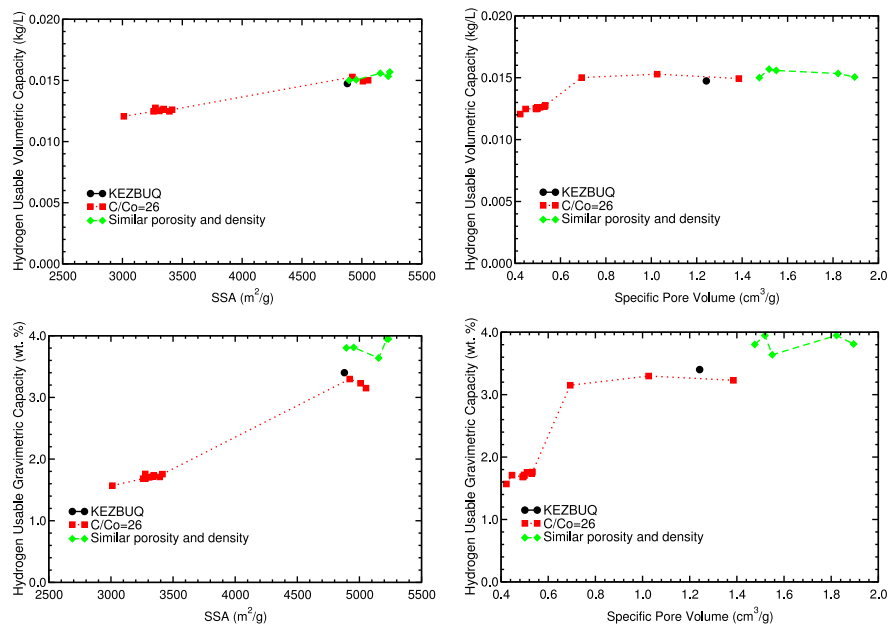 Hydrogen Usable Volumetric Capacity (kg/L)
0.020
0.015
0.010
0.005
0.000
KEZBUQ
C/Co=26
Similar porosity and density
2500 3000 3500 4000 4500 5000 5500
SSA (m²/g)
Hydrogen Usable Volumetric Capacity (kg/L)
0.020
0.015
0.010
0.005
0.000
KEZBUQ
C/Co=26
Similar porosity and density
0.4 0.6 0.8 1.0 1.2 1.4 1.6 1.8 2.0
Specific Pore Volume (cm³/g)
Hydrogen Usable Gravimetric Capacity (wt. %)
4.0
3.0
2.0
1.0
0.0
KEZBUQ
C/Co=26
Similar porosity and density
2500 3000 3500 4000 4500 5000 5500
SSA (m²/g)
Hydrogen Usable Gravimetric Capacity (wt. %)
4.0
3.0
2.0
1.0
0.0
KEZBUQ
C/Co=26
Similar porosity and density
0.4 0.6 0.8 1.0 1.2 1.4 1.6 1.8 2.0
Specific Pore Volume (cm³/g)